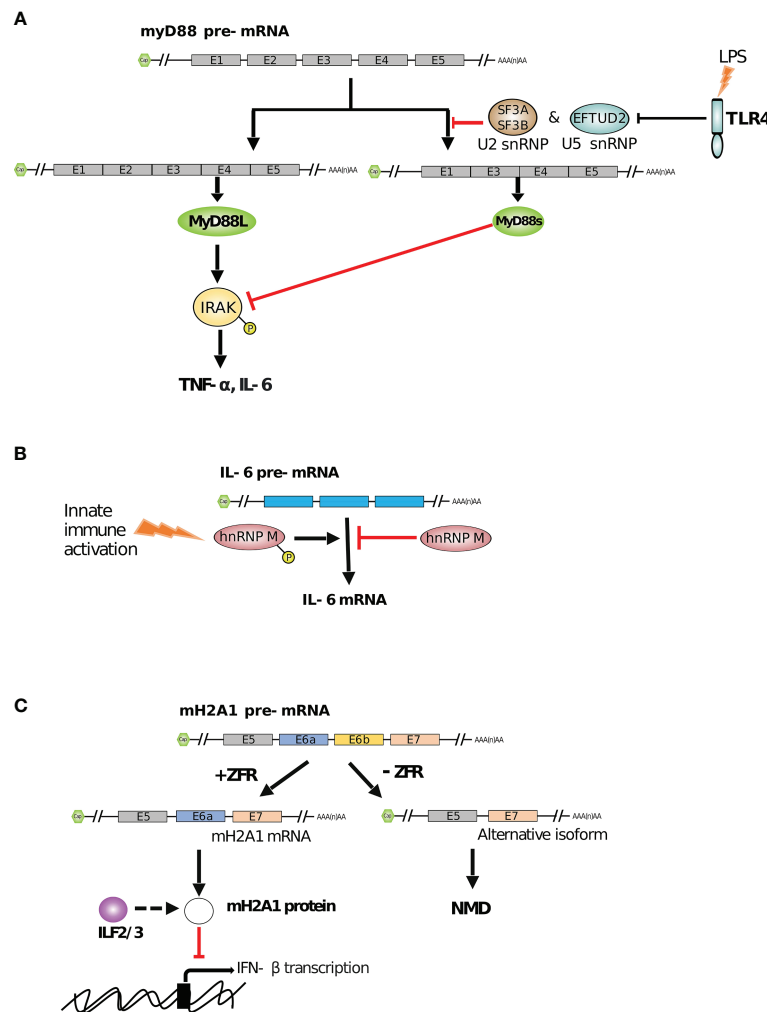 A
myD88 pre-mRNA
Cap E1 E2 E3 E4 E5 AAA(n)AA
LPS
SF3A
SF3B
& EFTUD2
TLR4
U2 snRNP U5 snRNP
Cap E1 E2 E3 E4 E5 AAA(n)AA
Cap E1 E3 E4 E5 AAA(n)AA
MyD88L
MyD88s
IRAK
P
TNF-α, IL-6
B
IL-6 pre-mRNA
Cap AAA(n)AA
Innate
immune
activation
hnRNP M
P
hnRNP M
IL-6 mRNA
C
mH2A1 pre-mRNA
Cap E5 E6a E6b E7 AAA(n)AA
+ZFR
- ZFR
Cap E5 E6a E7 AAA(n)AA
mH2A1 mRNA
Cap E5 E7 AAA(n)AA
Alternative isoform
mH2A1 protein
NMD
ILF2/3
IFN- β transcription